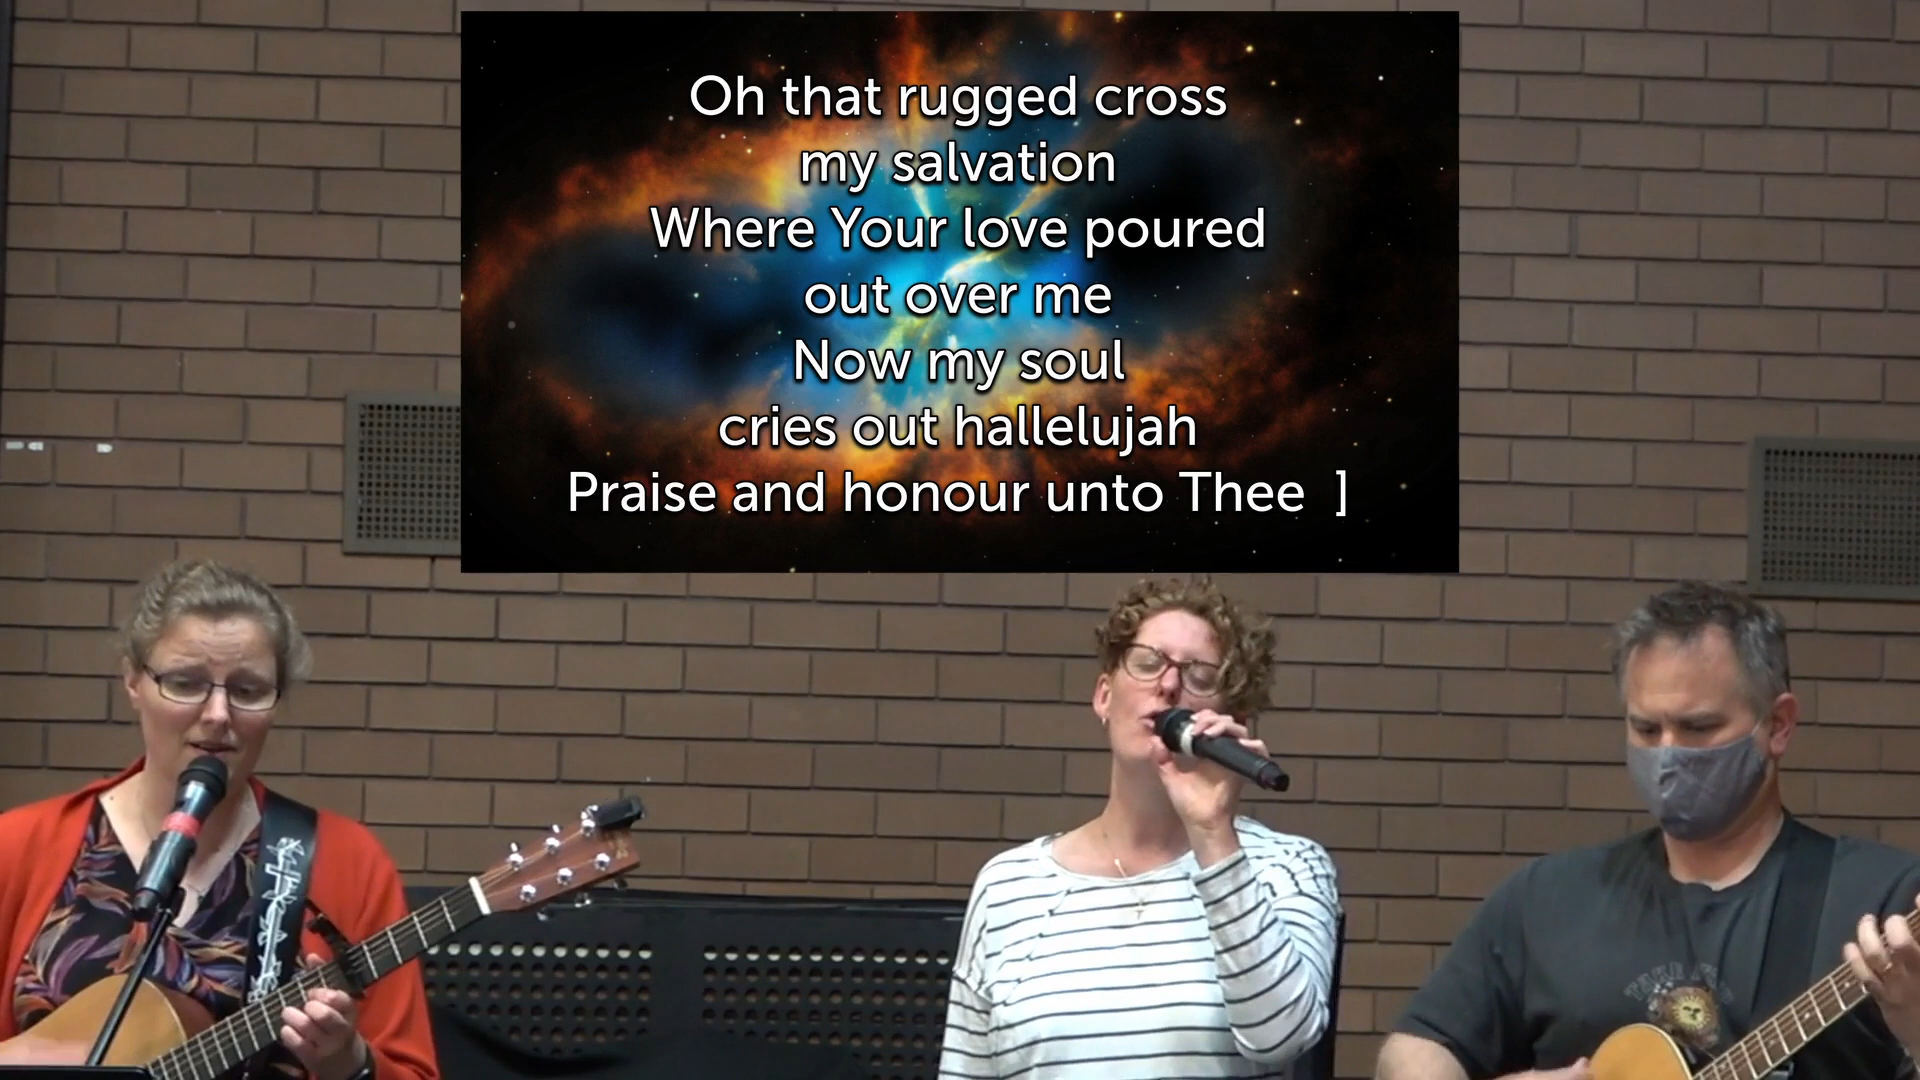 Oh that rugged cross
my salvation
Where Your love poured
out over me
Now my soul
cries out hallelujah
Praise and honour unto Thee ]